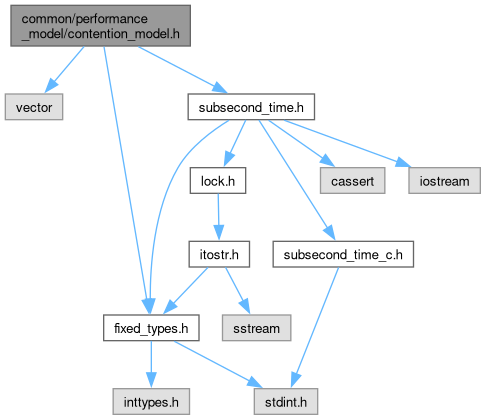 common/performance
_model/contention_model.h
vector
subsecond_time.h
lock.h
cassert
iostream
itostr.h
subsecond_time_c.h
fixed_types.h
sstream
inttypes.h
stdint.h